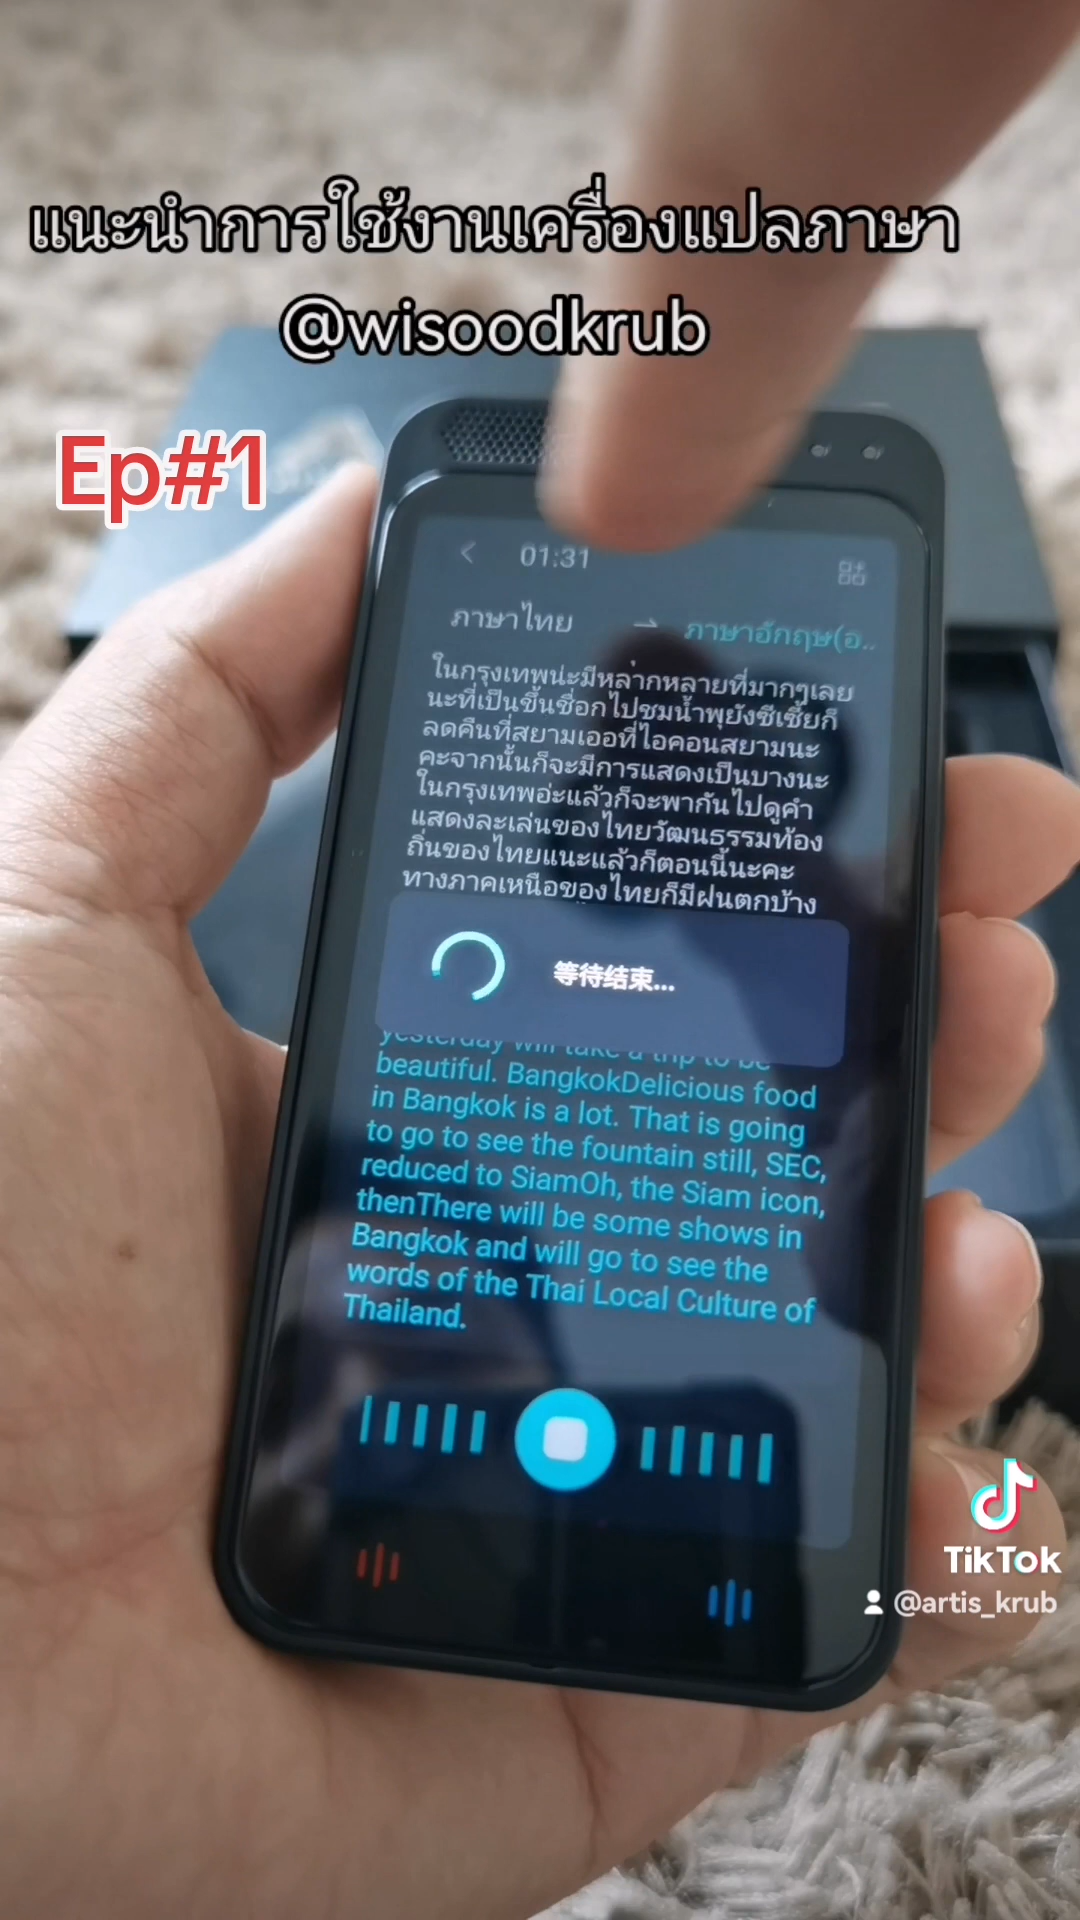 แนะนำการใช้งานเครื่องแปลภาษา
@wisoodkrub
Ep#1
01:31
ภาษาไทย
ภาษาอังกฤษ(อ..
ในกรุงเทพน่ะมีหลากหลายที่มากๆเลย
นะที่เป็นขึ้นชื่อกไปชมน้ำพุยังซีเชี่ยก็
ลดคืนที่สยามเออที่ไอคอนสยามนะ
คะจากนั้นก็จะมีการแสดงเป็นบางนะ
ในกรุงเทพอ่ะแล้วก็จะพากันไปดูคำ
แสดงละเล่นของไทยวัฒนธรรมท้อง
ถิ่นของไทยแนะแล้วก็ตอนนี้นะคะ
ทางภาคเหนือของไทยก็มีฝนตกบ้าง
等待结束...
yesterday will take a trip to be
beautiful. BangkokDelicious food
in Bangkok is a lot. That is going
to go to see the fountain still, SEC,
reduced to SiamOh, the Siam icon,
thenThere will be some shows in
Bangkok and will go to see the
words of the Thai Local Culture of
Thailand.
TikTok
@artis_krub